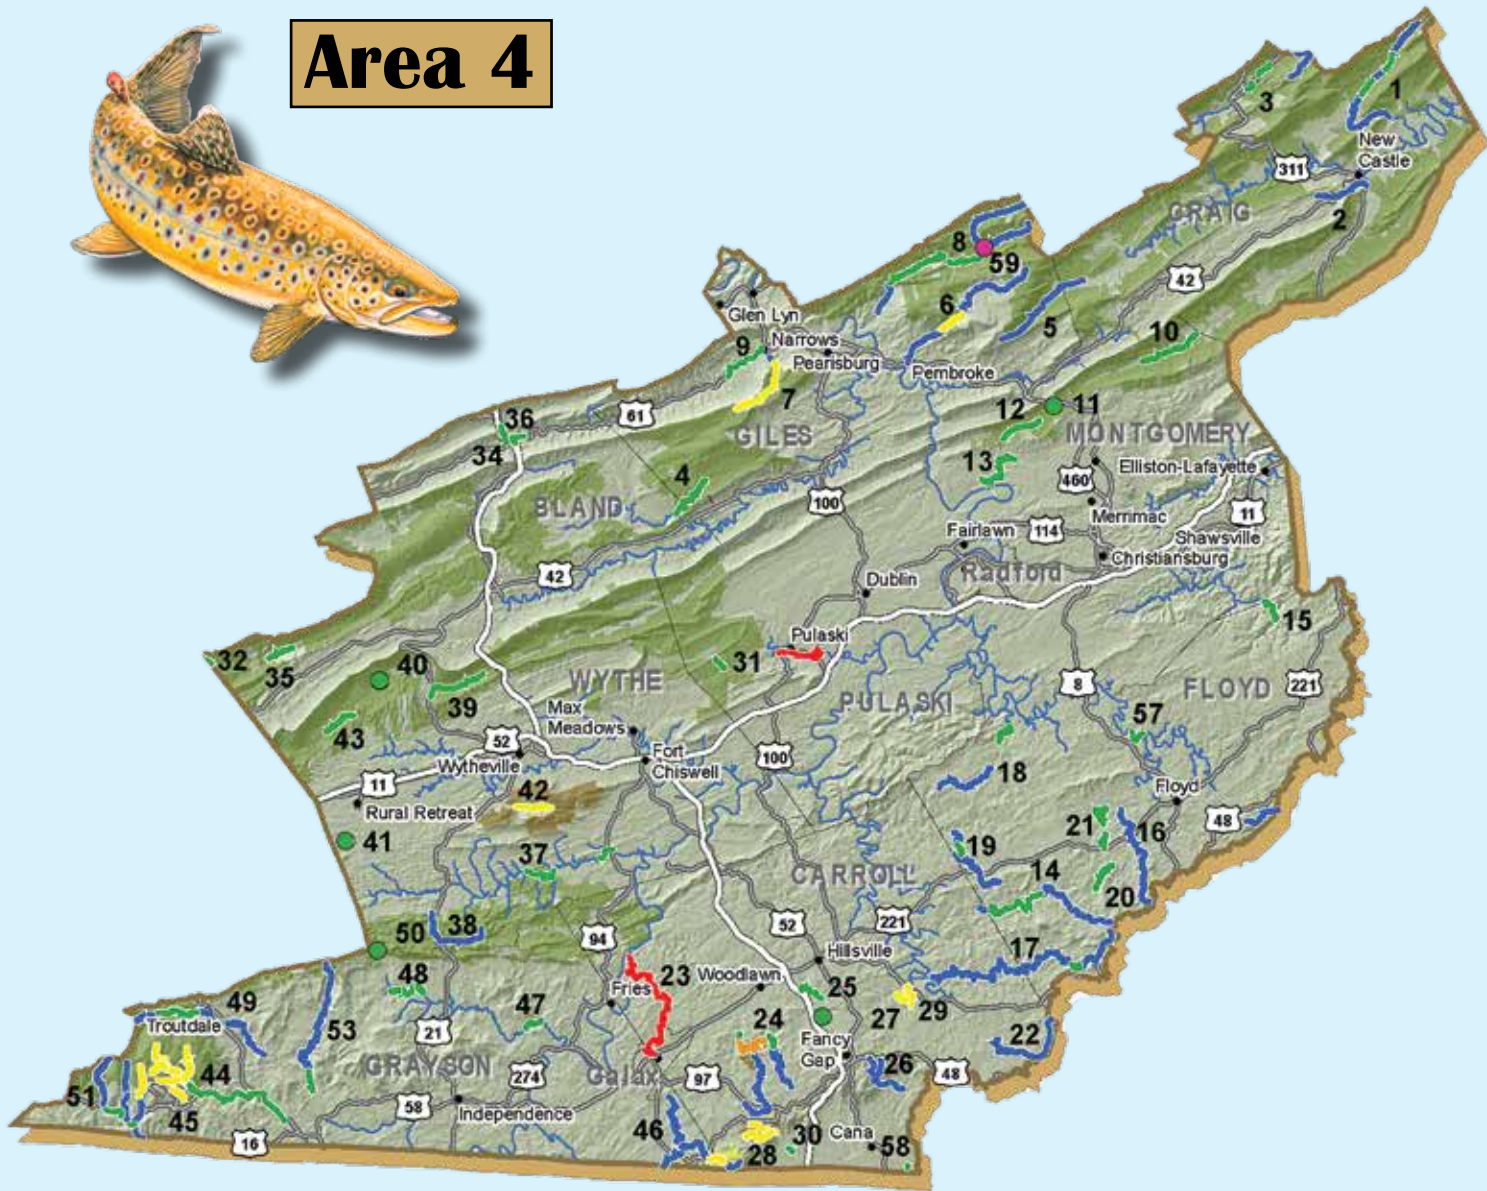 Area 4
1
3
New
Castle
311
2
CRAIG
8
59
42
6
5
Glen Lyn
Narrows
9
Pearisburg
Pembroke
10
7
12
11
36
61
GILES
MONTGOMERY
34
13
Elliston-Lafayette
4
460
BLAND
100
Merrimac
11
Fairlawn
114
Shawsville
Christiansburg
42
Dublin
Radford
15
Pulaski
32
35
40
31
WYTHE
8
FLOYD
221
39
Max
Meadows
PULASKI
57
43
52
Wytheville
Fort
Chiswell
100
18
11
Floyd
42
Rural Retreat
48
41
21
16
37
19
14
CARROLL
20
50
38
94
52
221
Hillsville
17
48
23
Woodlawn
25
49
Fries
47
24
27
29
Troutdale
53
21
Fancy
Gap
22
44
GRAYSON
26
48
274
Galax
97
51
45
58
Independence
46
30
Cana
58
16
28